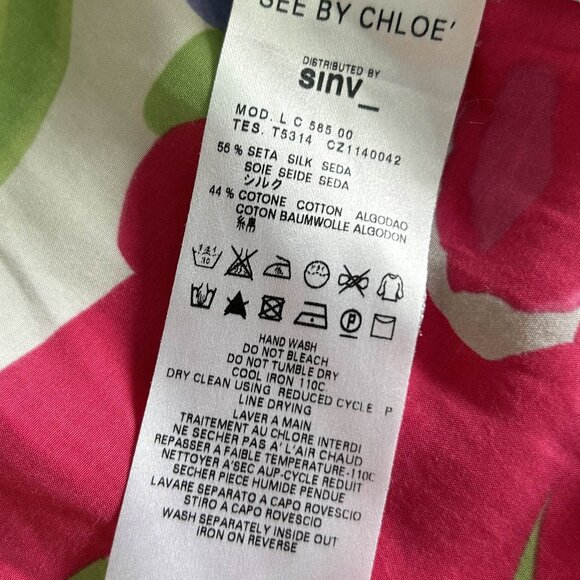 SEE BY CHLOE'
DISTRIBUTED BY
sinv_
MOD. L C 585 00
TES. T5314 CZ1140042
56 % SETA SILK SEDA
SOIE SEIDE SEDA
シルク
44 % COTONE COTTON ALGODAO
COTON BAUMWOLLE ALGODON
綿
HAND WASH
DO NOT BLEACH
DO NOT TUMBLE DRY
COOL IRON 110C.
DRY CLEAN USING REDUCED CYCLE P
LINE DRYING
LAVER A MAIN
TRAITEMENT AU CHLORE INTERDI
NE SECHER PAS A' L'AIR CHAUD
REPASSER A FAIBLE TEMPERATURE-110C
NETTOYER A'SEC AUP-CYCLE REDUIT
SECHER PIECE HUMIDE PENDUE
LAVARE SEPARATO A CAPO ROVESCIO
STIRO A CAPO ROVESCIO
WASH SEPARATELY INSIDE OUT
IRON ON REVERSE